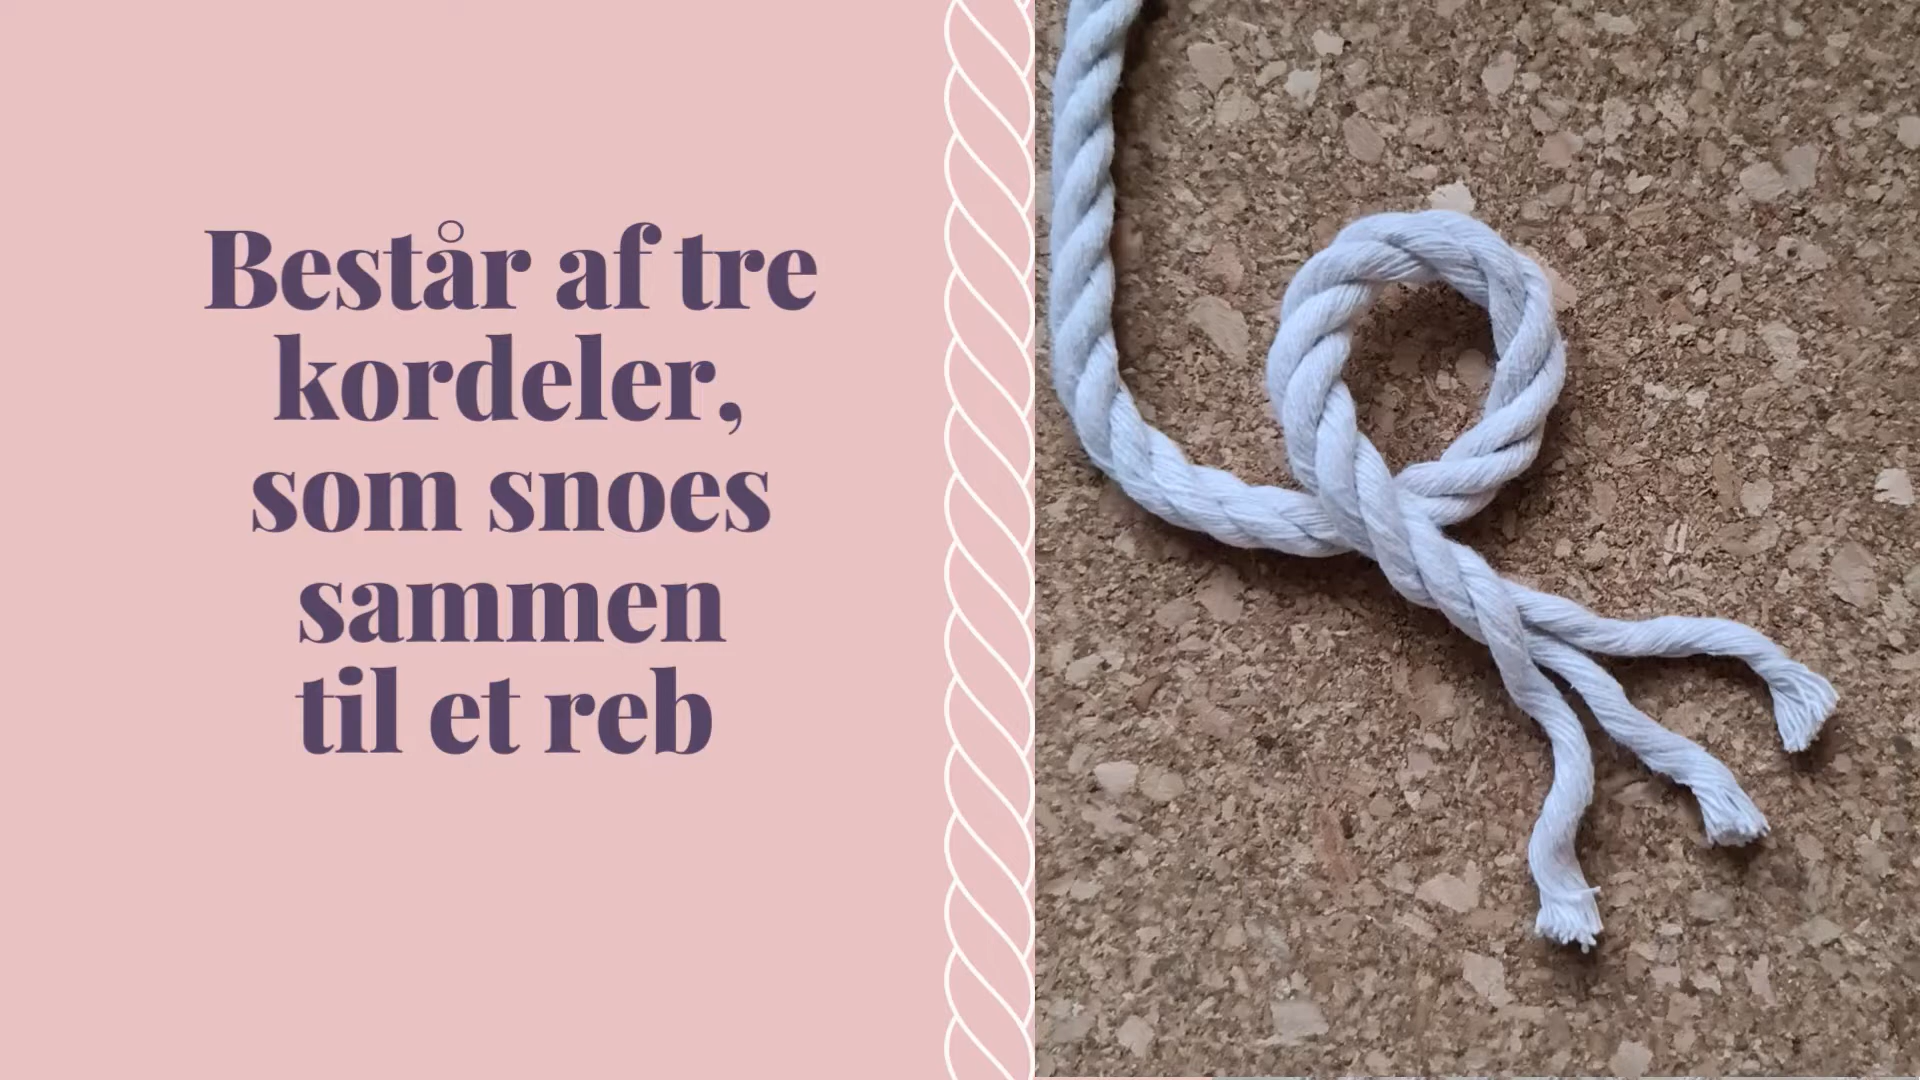 Består af tre
kordeler,
som snoes
sammen
til et reb